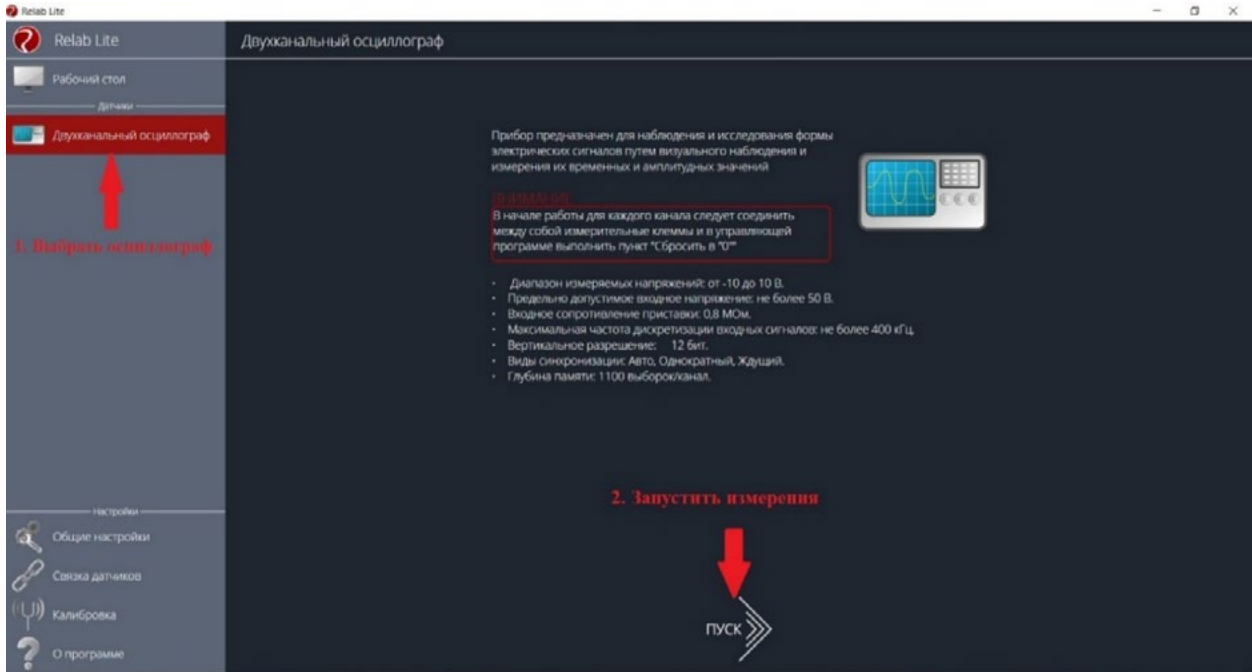 Relab Lite
Relab Lite
Двухканальный осциллограф
Рабочий стол
Датчики
Двухканальный осциллограф
1. Выбрать осциллограф
Прибор предназначен для наблюдения и исследования формы
электрических сигналов путем визуального наблюдения и
измерения их временных и амплитудных значений
ВНИМАНИЕ
В начале работы для каждого канала следует соединить
между собой измерительные клеммы и в управляющей
программе выполнить пункт "Сбросить в "0""
· Диапазон измеряемых напряжений: от -10 до 10 В.
· Предельно допустимое входное напряжение: не более 50 В.
· Входное сопротивление приставки: 0,8 МОм.
· Максимальная частота дискретизации входных сигналов: не более 400 кГц.
· Вертикальное разрешение: 12 бит.
· Виды синхронизации: Авто, Однократный, Ждущий.
· Глубина памяти: 1100 выборок/канал.
2. Запустить измерения
ПУСК
Настройки
Общие настройки
Связка датчиков
Калибровка
О программе